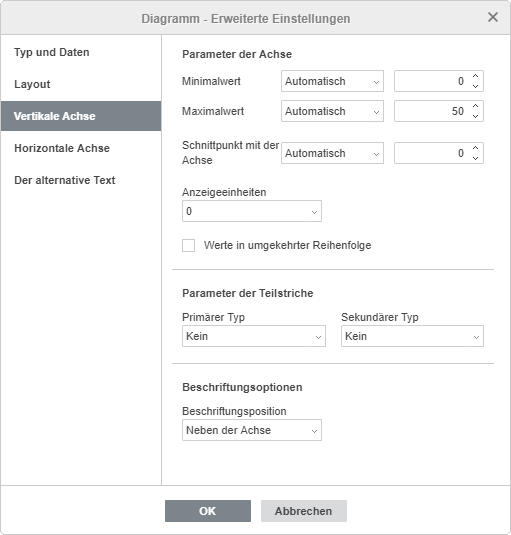 Diagramm - Erweiterte Einstellungen
Typ und Daten
Layout
Vertikale Achse
Horizontale Achse
Der alternative Text
Parameter der Achse
Minimalwert Automatisch 0
Maximalwert Automatisch 50
Schnittpunkt mit der
Achse Automatisch 0
Anzeigeeinheiten
0
Werte in umgekehrter Reihenfolge
Parameter der Teilstriche
Primärer Typ Sekundärer Typ
Kein Kein
Beschriftungsoptionen
Beschriftungsposition
Neben der Achse
OK Abbrechen